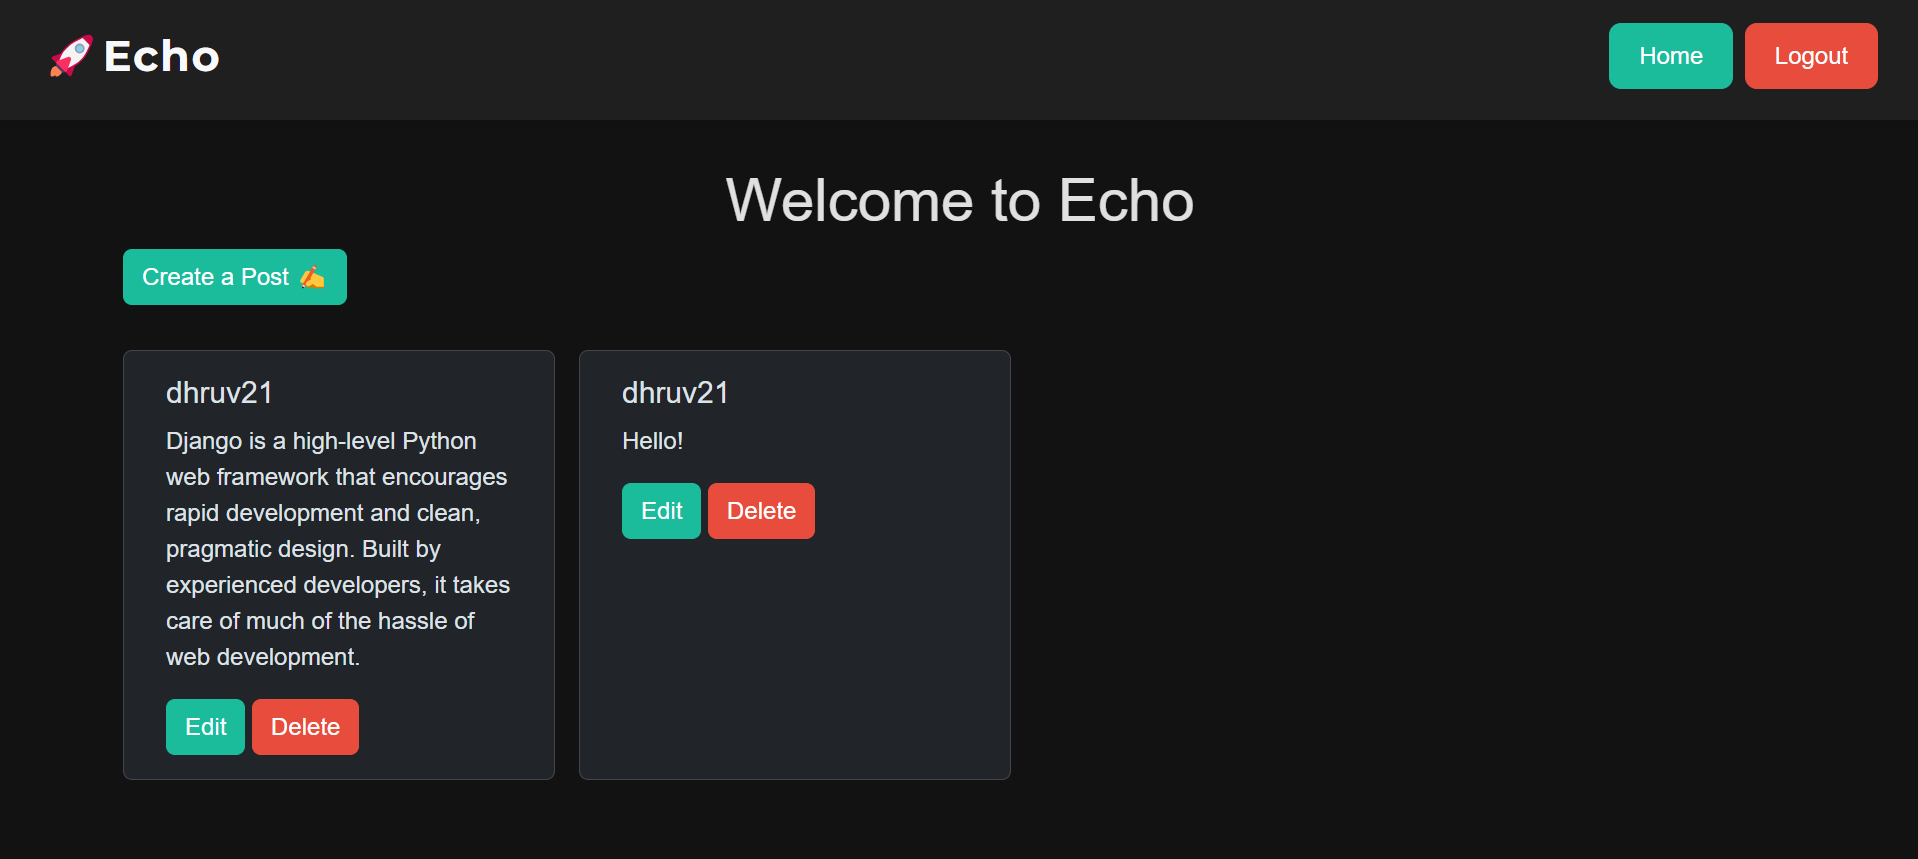 🚀 Echo
Home
Logout
Welcome to Echo
Create a Post ✍️
dhruv21
Django is a high-level Python
web framework that encourages
rapid development and clean,
pragmatic design. Built by
experienced developers, it takes
care of much of the hassle of
web development.
Edit
Delete
dhruv21
Hello!
Edit
Delete